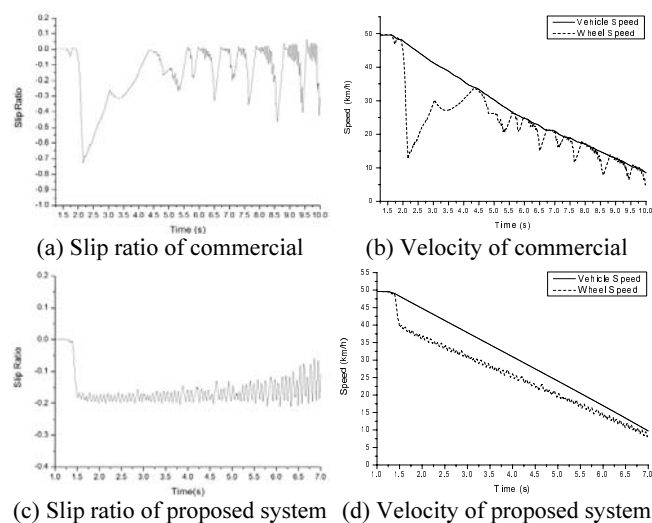 0.2
0.1
0.0
-0.1
-0.2
-0.3
-0.4
-0.5
-0.6
-0.7
-0.8
-0.9
-1.0
Slip Ratio
1.5 2.0 2.5 3.0 3.5 4.0 4.5 5.0 5.5 6.0 6.5 7.0 7.5 8.0 8.5 9.0 9.5 10.0
Time (s)
(a) Slip ratio of commercial
Vehicle Speed
Wheel Speed
50
40
30
20
10
0
Speed (km/h)
1.5 2.0 2.5 3.0 3.5 4.0 4.5 5.0 5.5 6.0 6.5 7.0 7.5 8.0 8.5 9.0 9.5 10.0
Time (s)
(b) Velocity of commercial
0.2
0.1
0.0
-0.1
-0.2
-0.3
-0.4
Slip Ratio
1.0 1.5 2.0 2.5 3.0 3.5 4.0 4.5 5.0 5.5 6.0 6.5 7.0
Time(s)
(c) Slip ratio of proposed system
Vehicle Speed
Wheel Speed
55
50
45
40
35
30
25
20
15
10
5
0
Speed (km/h)
1.0 1.5 2.0 2.5 3.0 3.5 4.0 4.5 5.0 5.5 6.0 6.5 7.0
Time (s)
(d) Velocity of proposed system